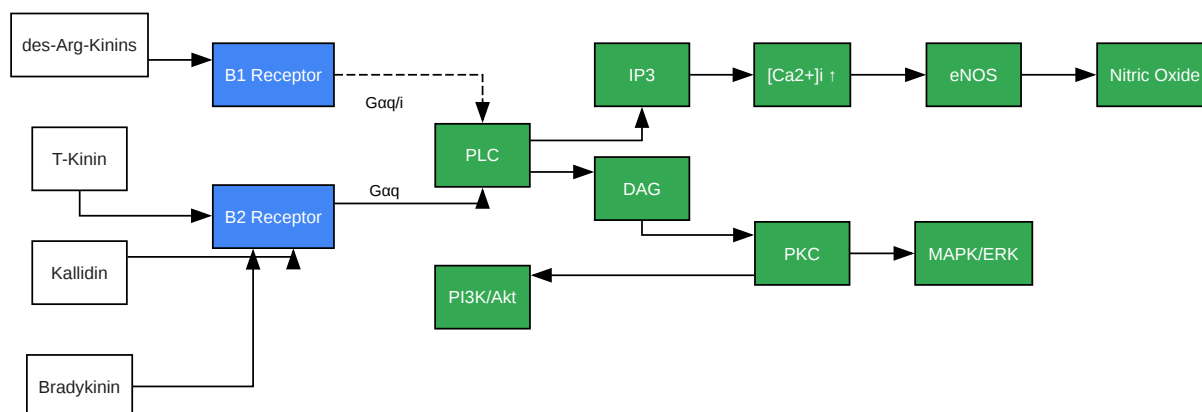 des-Arg-Kinins
B1 Receptor
IP3
[Ca2+]i ↑
eNOS
Nitric Oxide
Gαq/i
T-Kinin
PLC
DAG
Gαq
B2 Receptor
Kallidin
PKC
MAPK/ERK
PI3K/Akt
Bradykinin